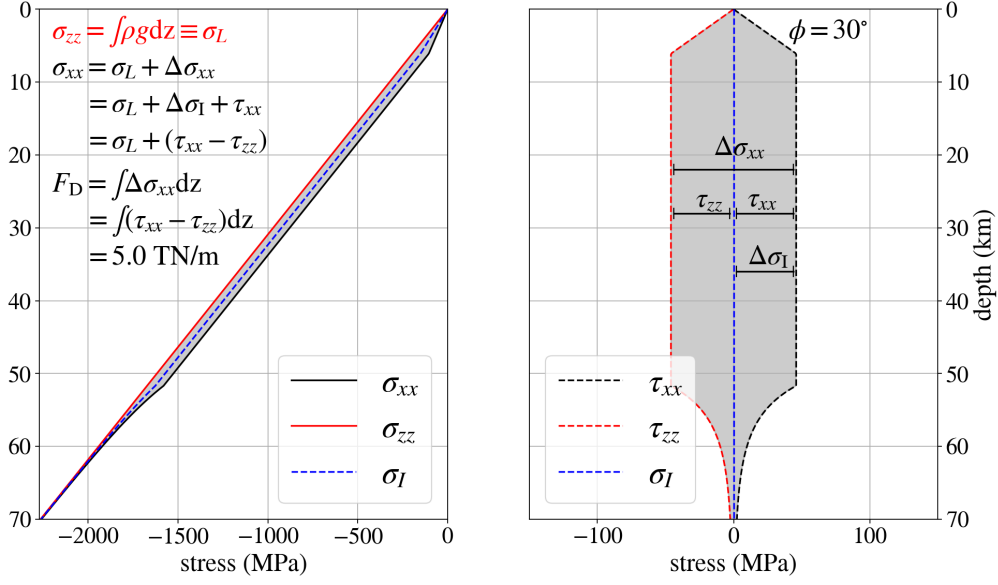 σzz = ∫ρgdz ≡ σL
σxx = σL + Δσxx
= σL + ΔσI + τxx
= σL + (τxx − τzz)
FD = ∫Δσxxdz
= ∫(τxx − τzz)dz
= 5.0 TN/m
0
10
20
30
40
50
60
70
σxx
σzz
σI
−2000
−1500
−1000
−500
0
stress (MPa)
ϕ = 30°
Δσxx
τzz
τxx
ΔσI
τxx
τzz
σI
0
10
20
30
40
50
60
70
depth (km)
−100
0
100
stress (MPa)